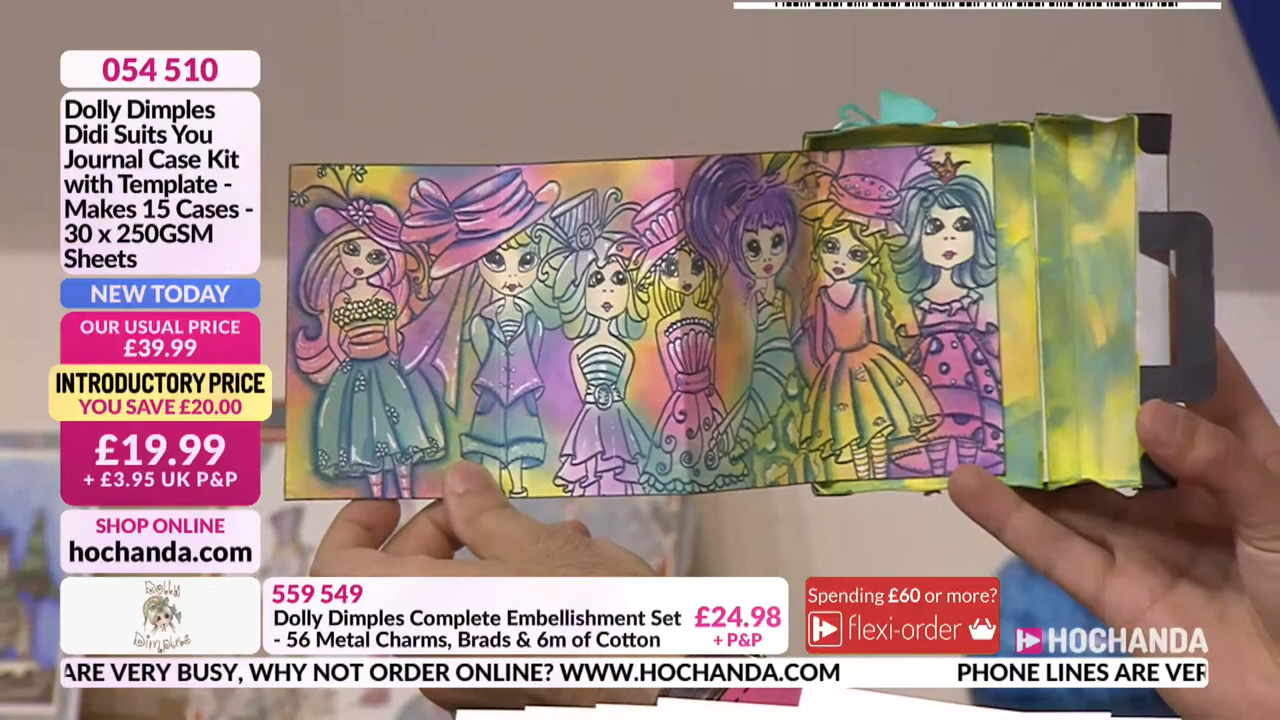 054 510
Dolly Dimples
Didi Suits You
Journal Case Kit
with Template -
Makes 15 Cases -
30 x 250GSM
Sheets
NEW TODAY
OUR USUAL PRICE
£39.99
INTRODUCTORY PRICE
YOU SAVE £20.00
£19.99
+ £3.95 UK P&P
SHOP ONLINE
hochanda.com
Dolly
Dimples
559 549
Dolly Dimples Complete Embellishment Set
- 56 Metal Charms, Brads & 6m of Cotton
£24.98
+ P&P
Spending £60 or more?
flexi-order
HOCHANDA
ARE VERY BUSY, WHY NOT ORDER ONLINE? WWW.HOCHANDA.COM PHONE LINES ARE VER